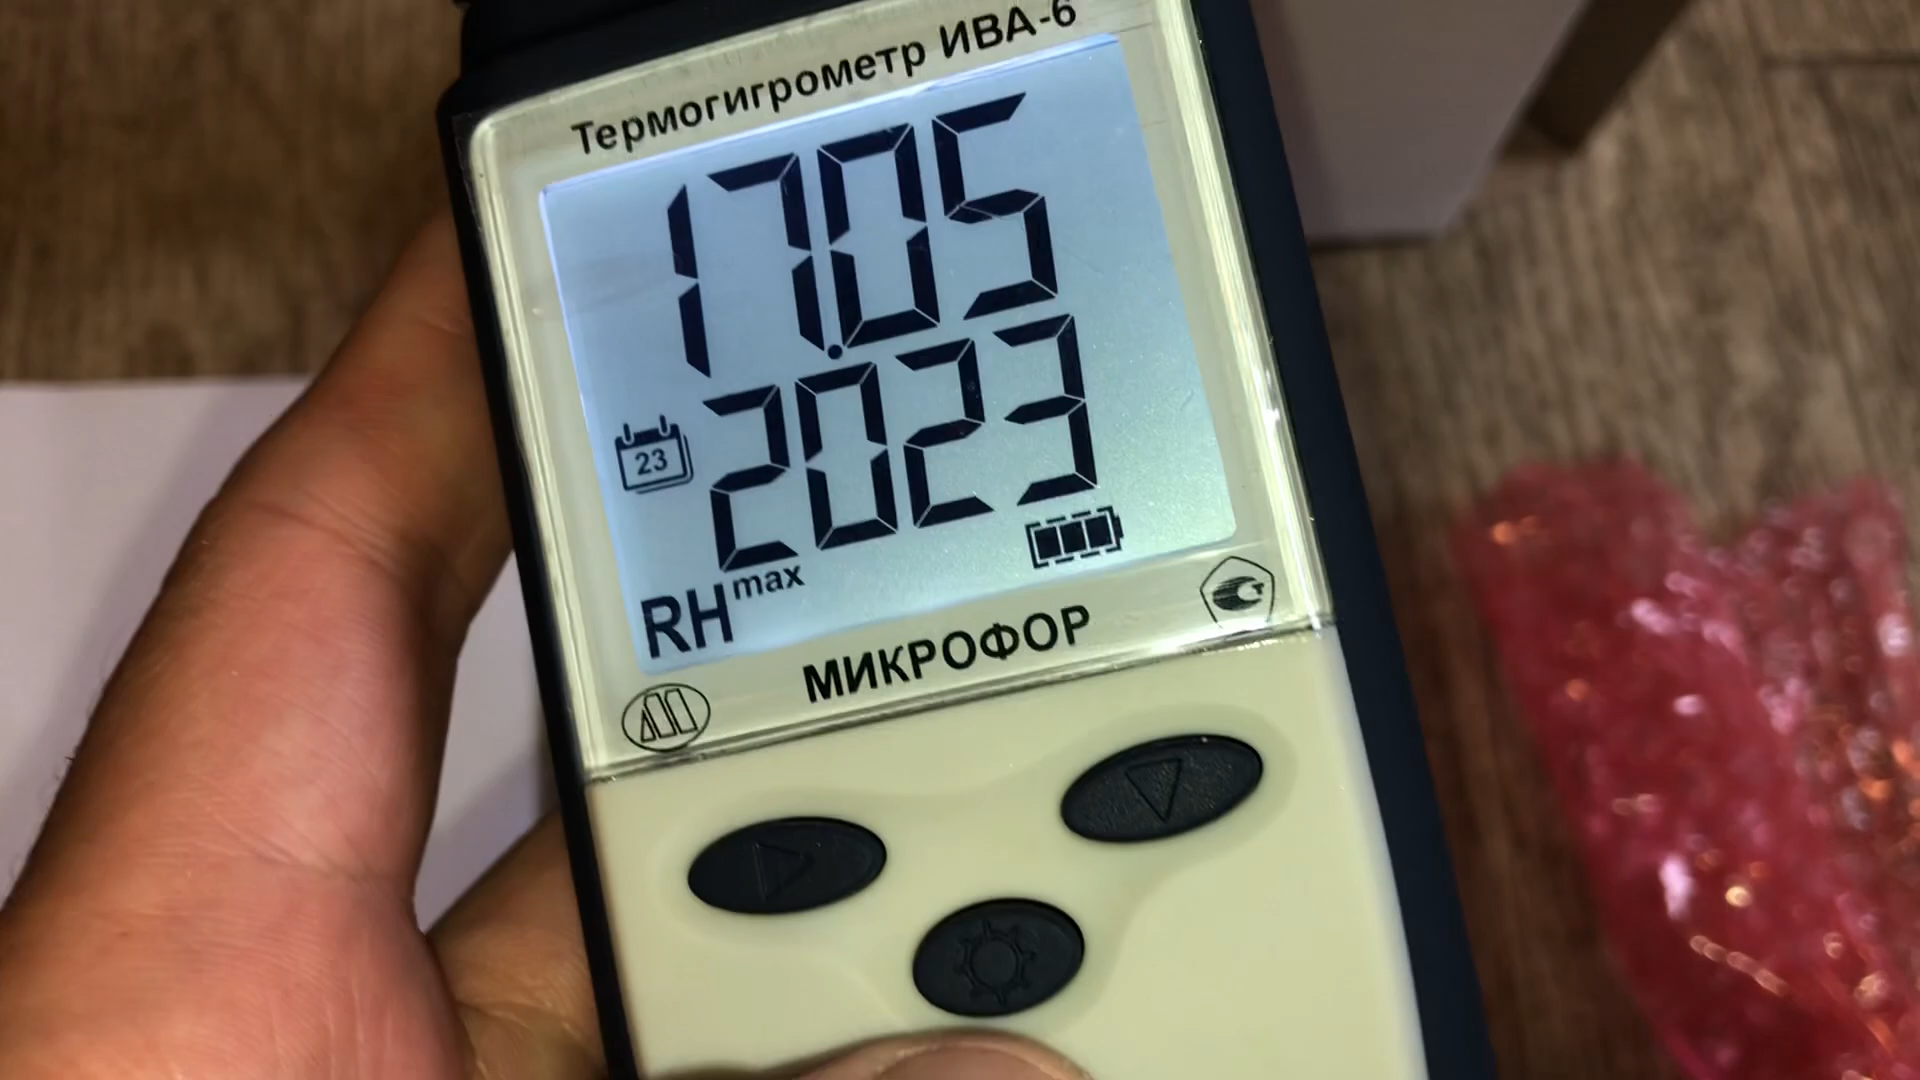 Термогигрометр ИВА-6
17.05
23
2023
RH max
МИКРОФОР